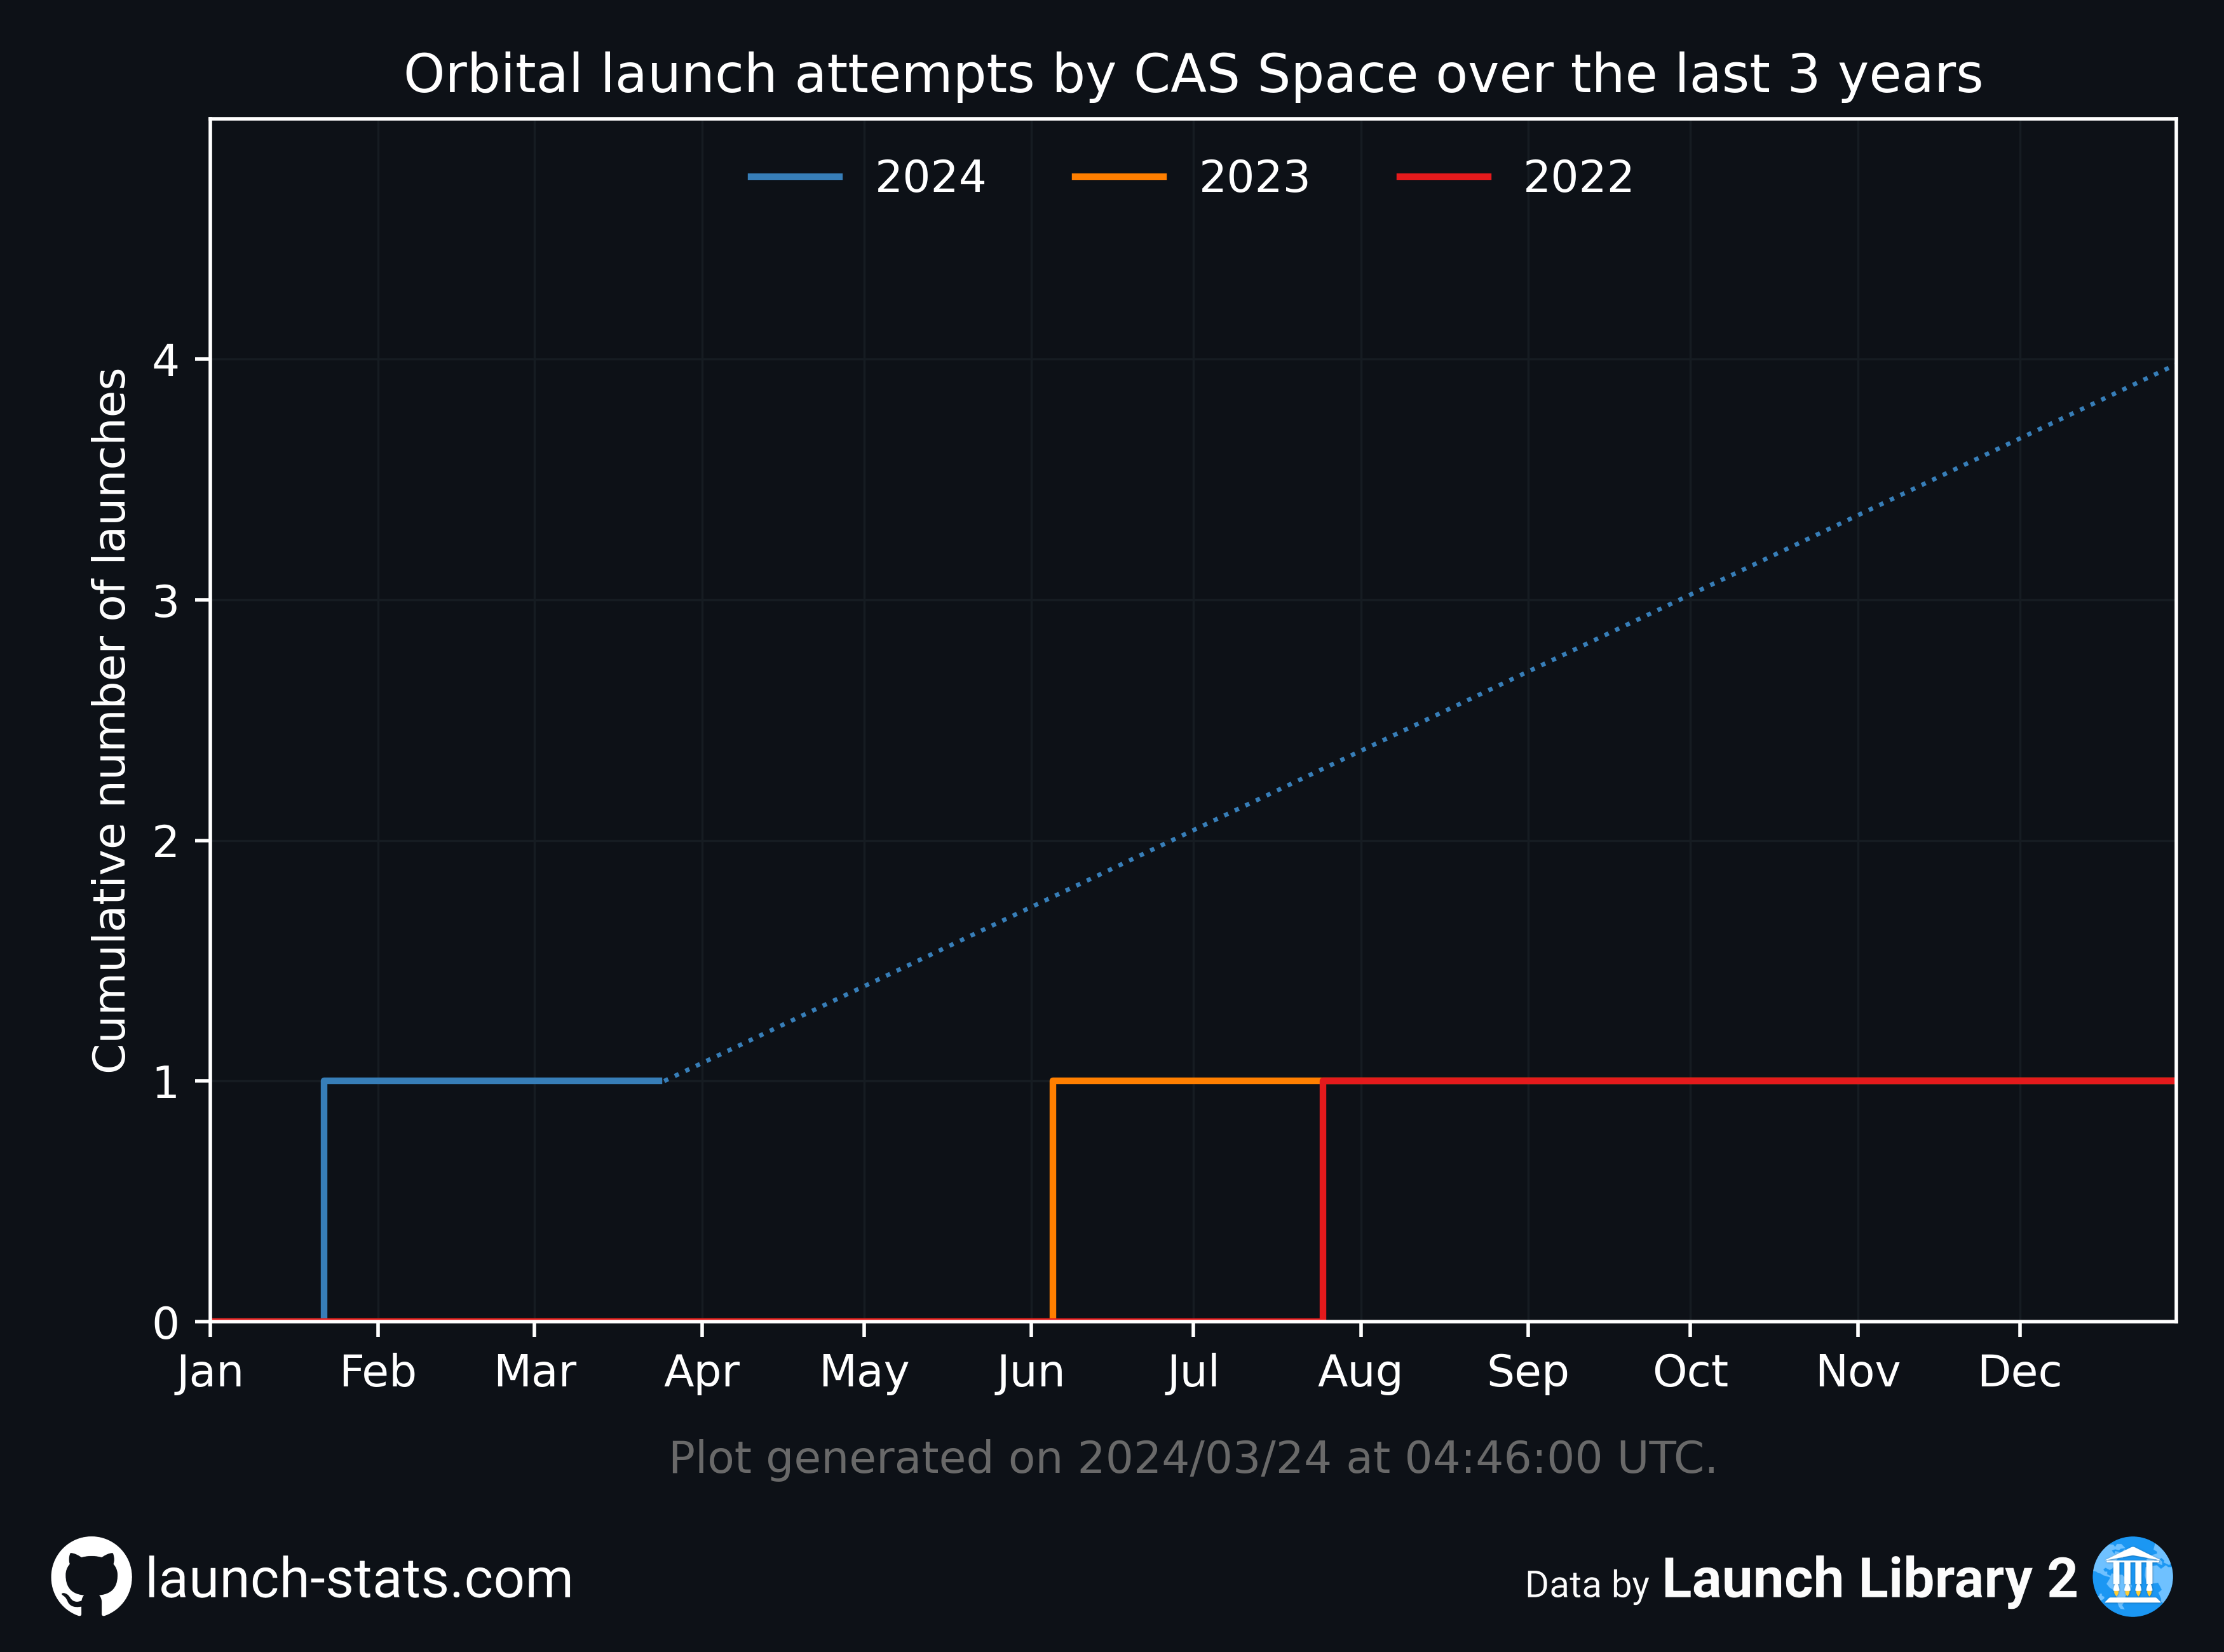 Orbital launch attempts by CAS Space over the last 3 years
2024 2023 2022
Cumulative number of launches
4
3
2
1
0
Jan Feb Mar Apr May Jun Jul Aug Sep Oct Nov Dec
Plot generated on 2024/03/24 at 04:46:00 UTC.
launch-stats.com
Data by Launch Library 2